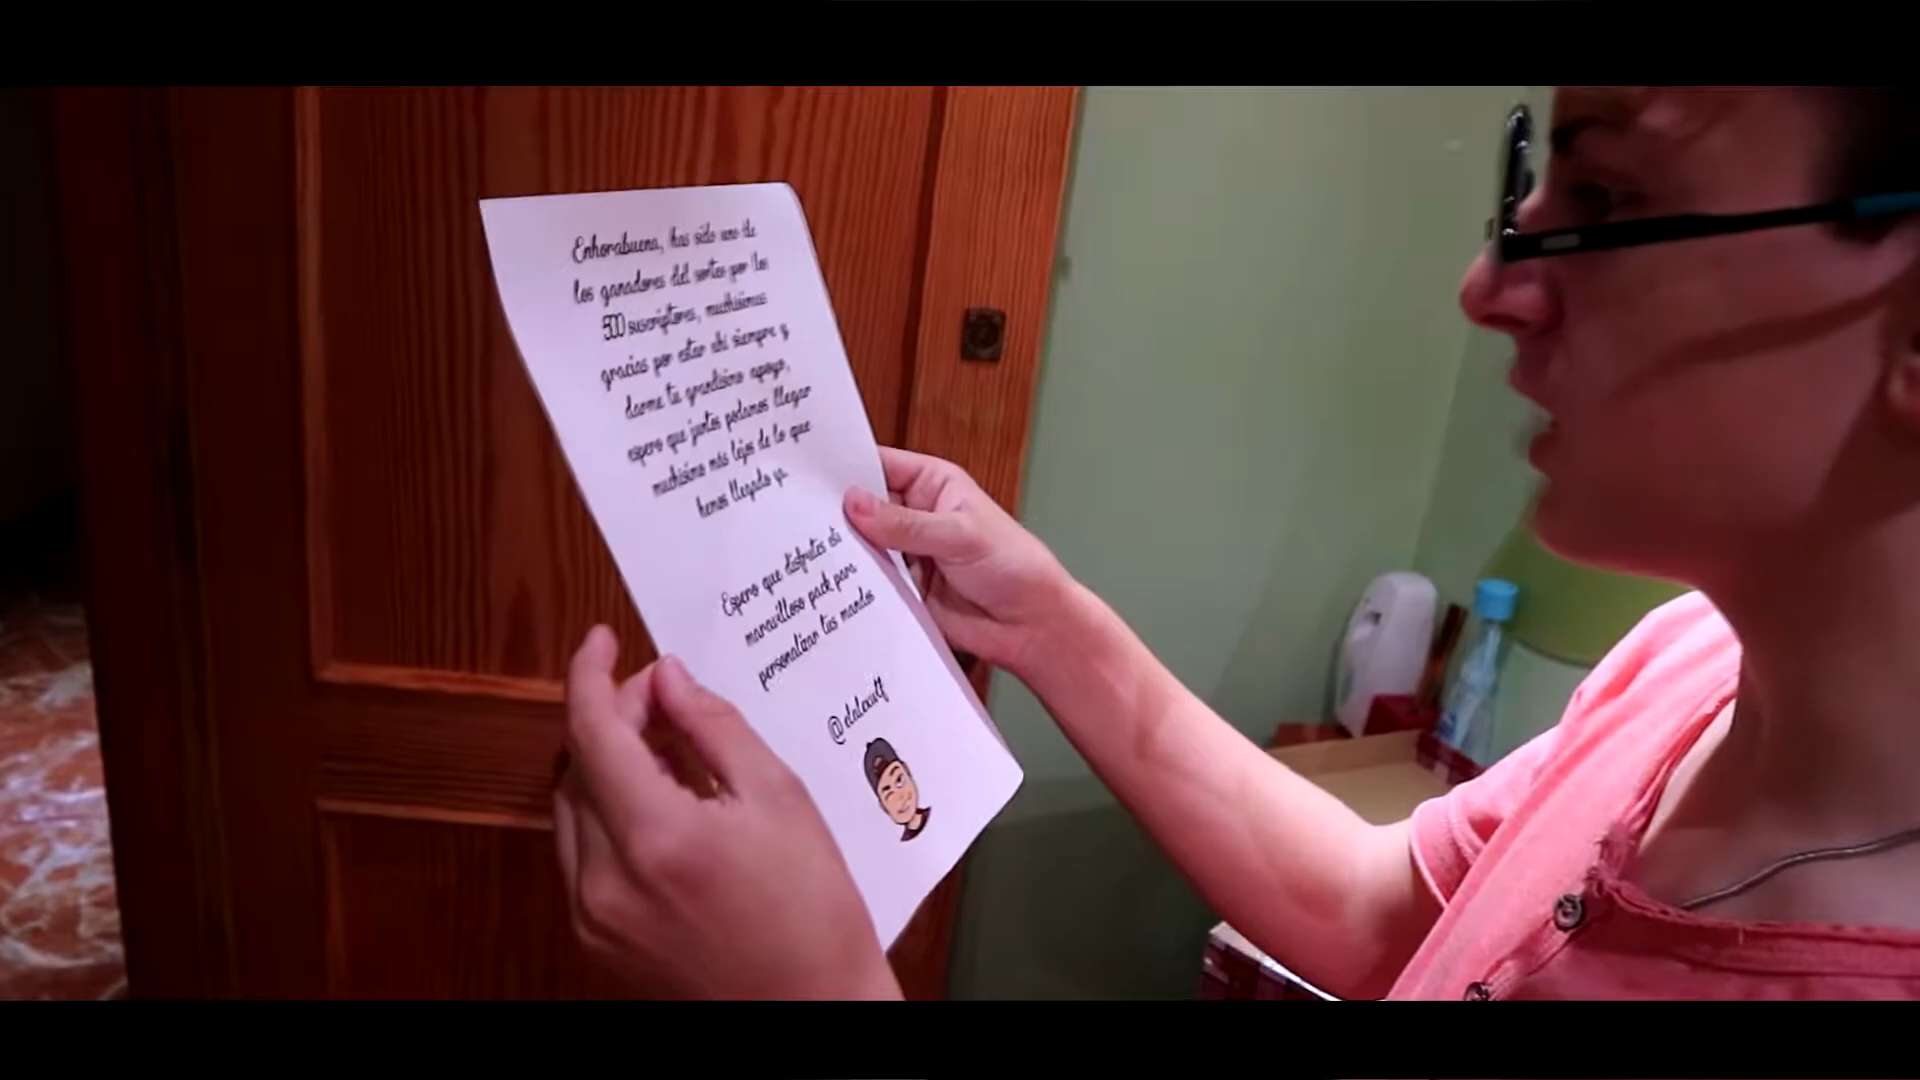 Enhorabuena, has sido uno de
los ganadores del sorteo por los
500 suscriptores, muchísimas
gracias por estar ahí siempre y
darme tu grandísimo apoyo,
espero que juntos podamos llegar
muchísimo más lejos de lo que
hemos llegado ya.
Espero que disfrutes este
maravilloso pack para
personalizar tus mandos